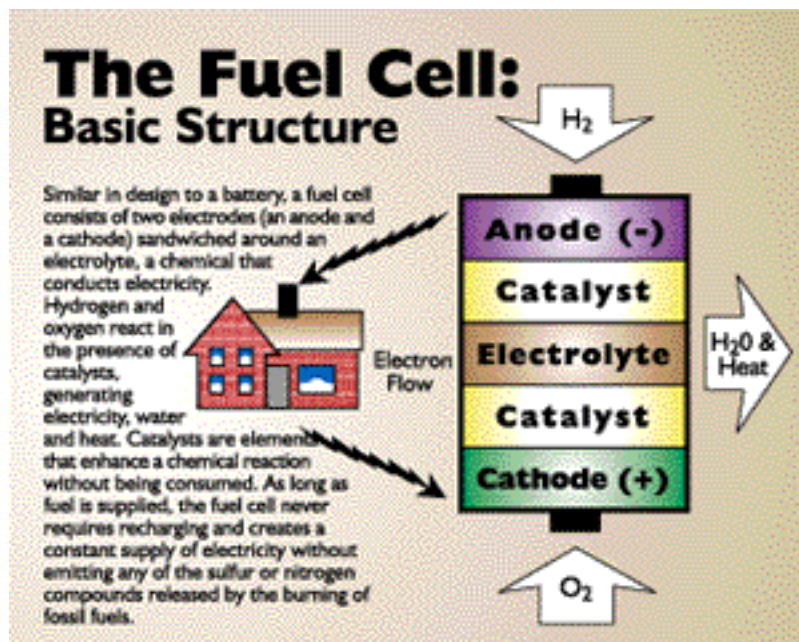 The Fuel Cell:
Basic Structure
Similar in design to a battery, a fuel cell
consists of two electrodes (an anode and
a cathode) sandwiched around an
electrolyte, a chemical that
conducts electricity.
Hydrogen and
oxygen react in
the presence of
catalysts,
generating
electricity, water
and heat. Catalysts are elements
that enhance a chemical reaction
without being consumed. As long as
fuel is supplied, the fuel cell never
requires recharging and creates a
constant supply of electricity without
emitting any of the sulfur or nitrogen
compounds released by the burning of
fossil fuels.
Electron
Flow
H₂
Anode (-)
Catalyst
Electrolyte
Catalyst
Cathode (+)
O₂
H₂0 &
Heat